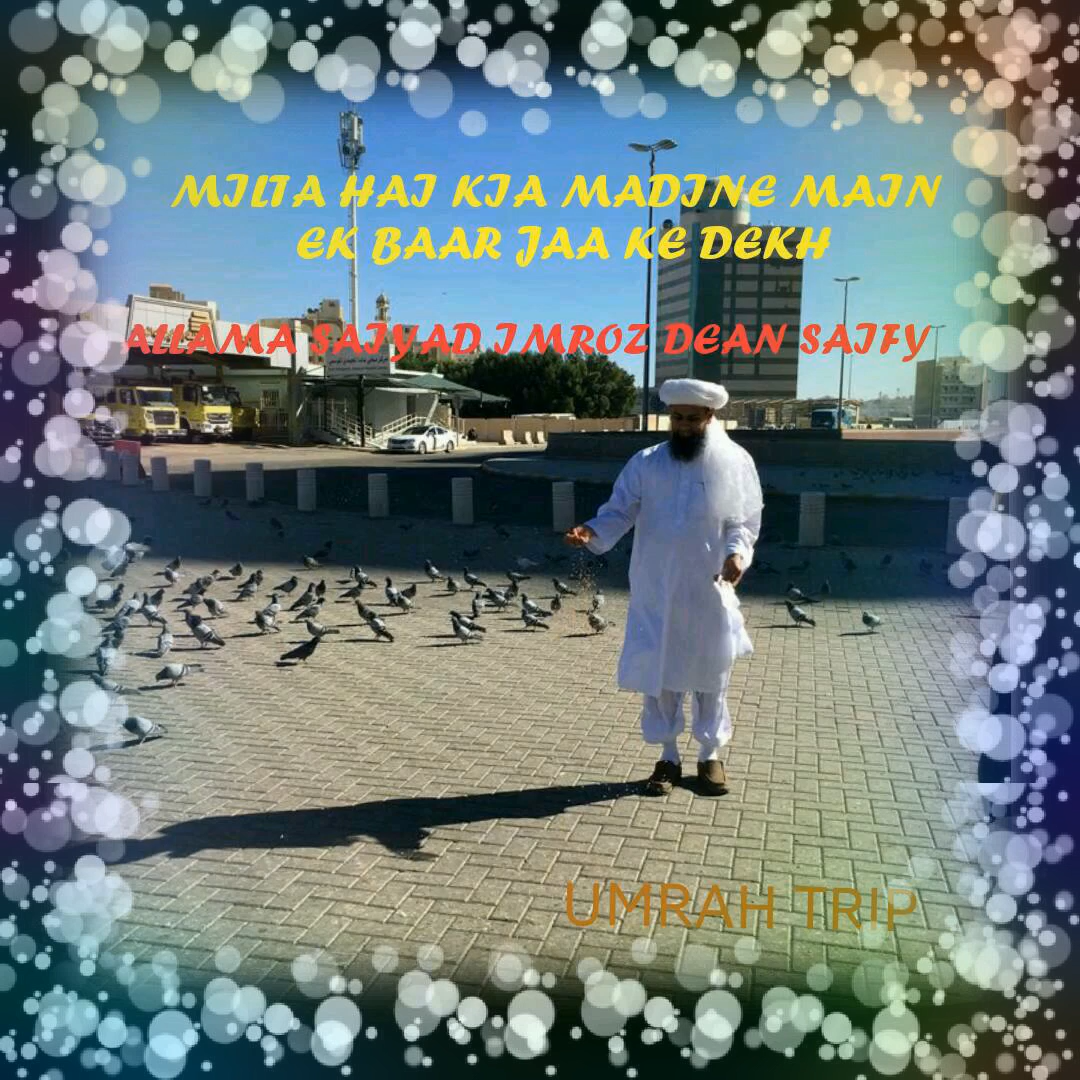 MILTA HAI KIA MADINE MAIN
EK BAAR JAA KE DEKH
ALLAMA SAIYAD IMROZ DEAN SAIFY
UMRAH TRIP